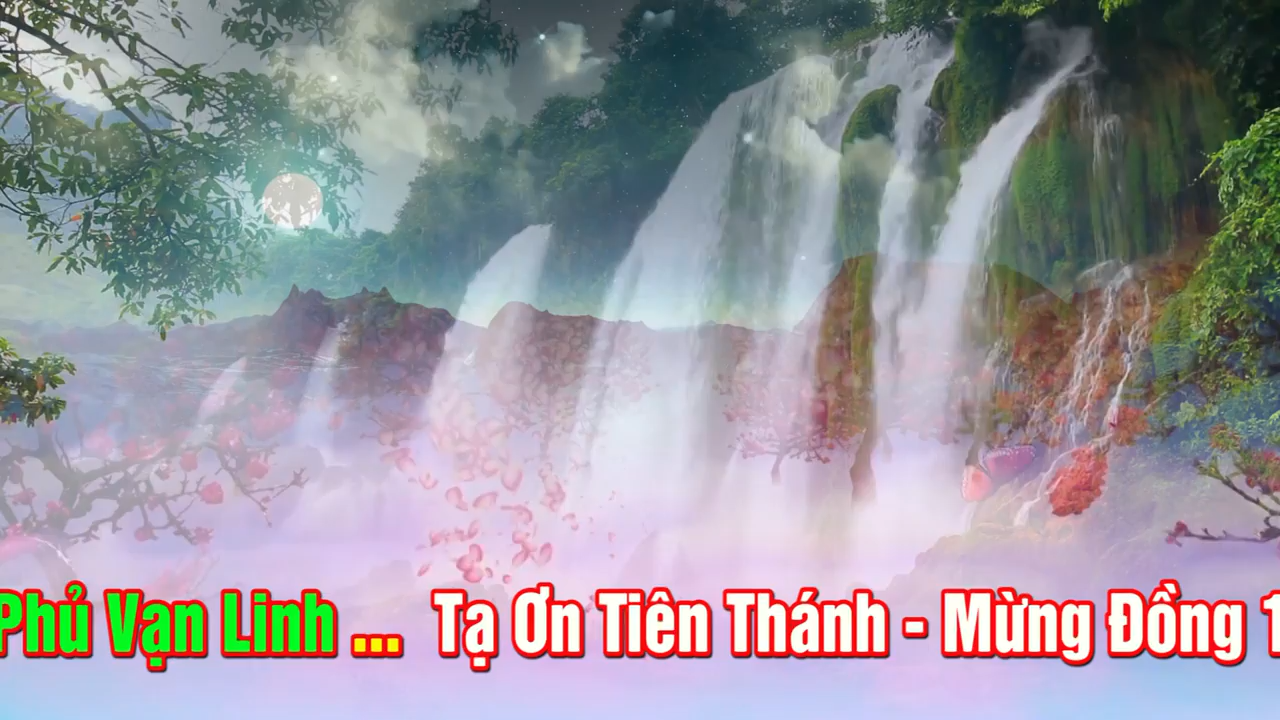 Phủ Vạn Linh ... Tạ Ơn Tiên Thánh - Mừng Đồng 1